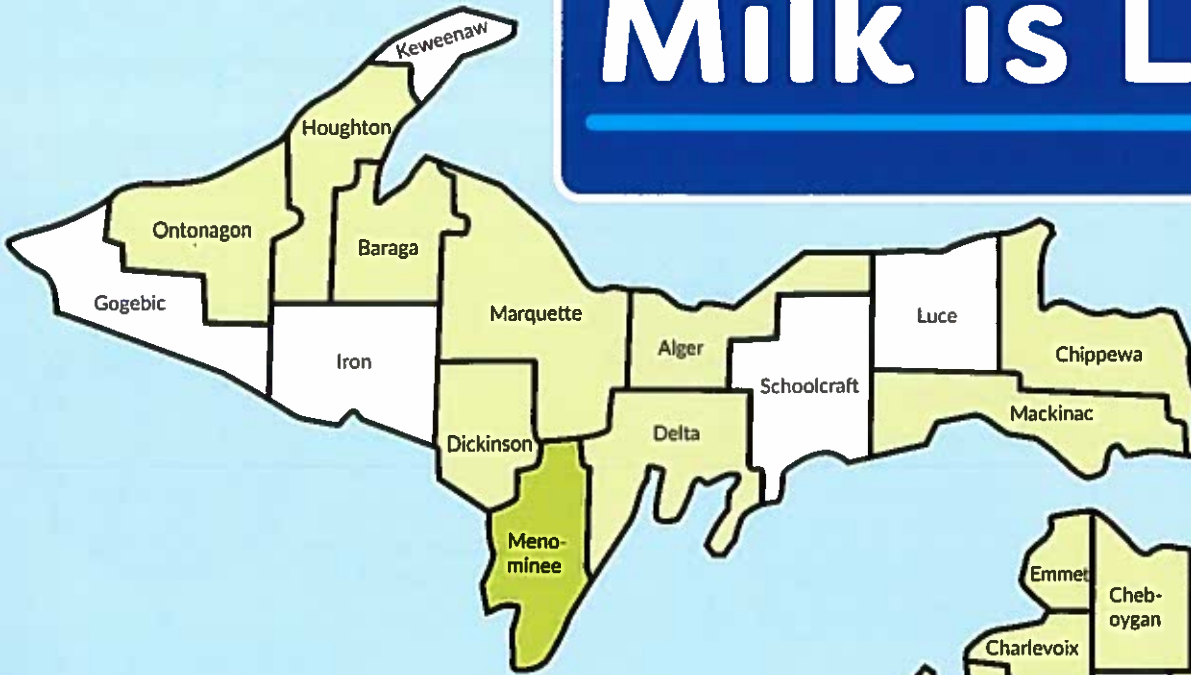 Milk is L
Keweenaw
Houghton
Ontonagon
Baraga
Gogebic
Marquette
Luce
Iron
Alger
Chippewa
Schoolcraft
Mackinac
Dickinson
Delta
Meno-
minee
Emmet
Cheb-
oygan
Charlevoix